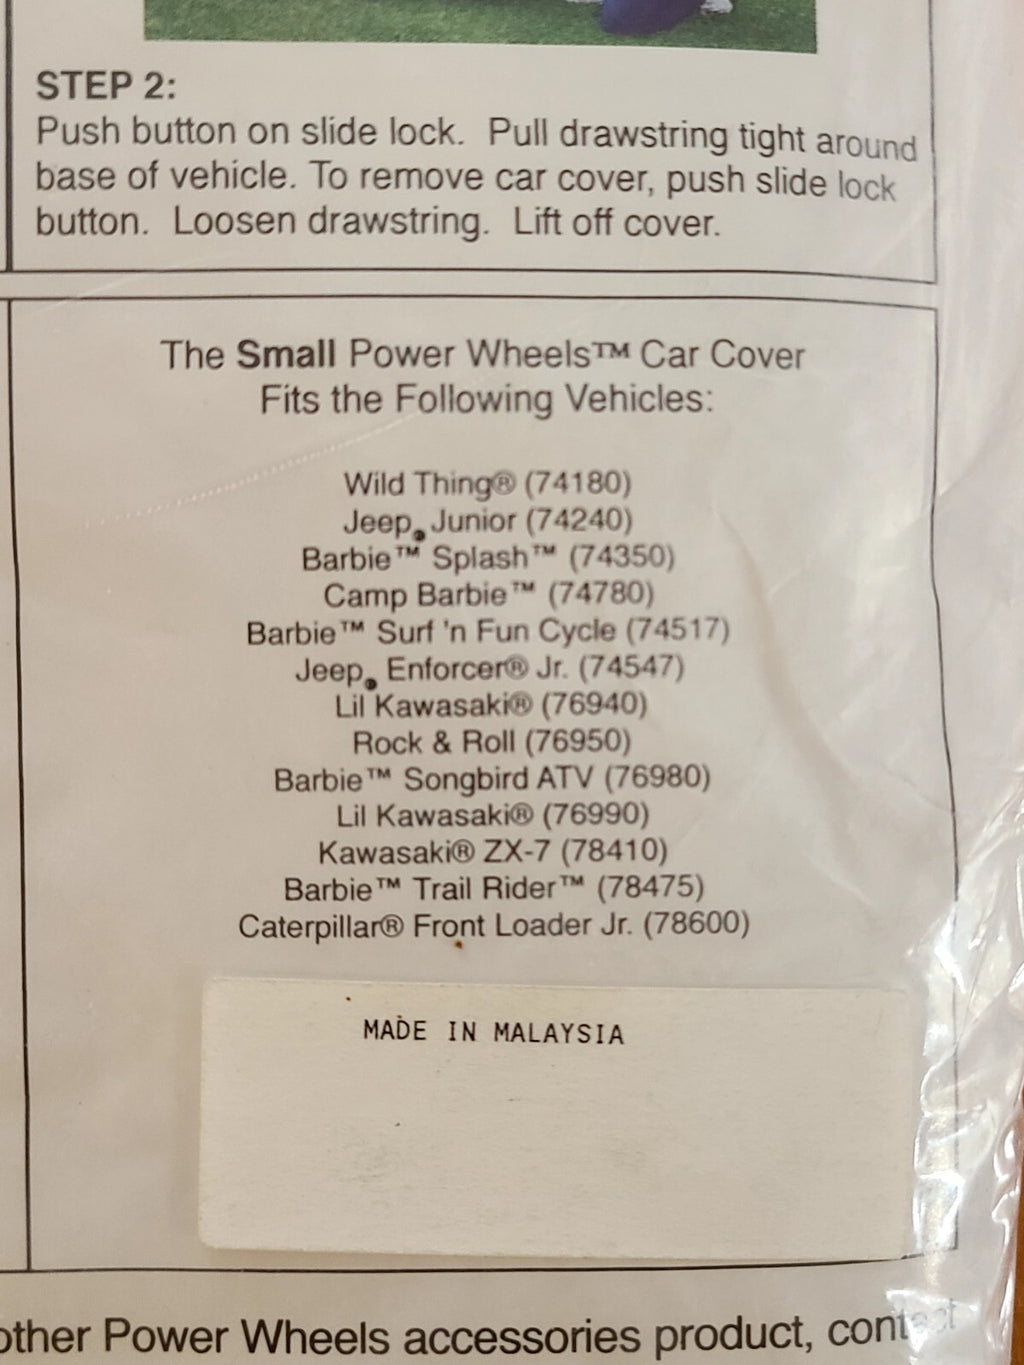 STEP 2:
Push button on slide lock. Pull drawstring tight around
base of vehicle. To remove car cover, push slide lock
button. Loosen drawstring. Lift off cover.
The Small Power Wheels™ Car Cover
Fits the Following Vehicles:
Wild Thing® (74180)
Jeep® Junior (74240)
Barbie™ Splash™ (74350)
Camp Barbie™ (74780)
Barbie™ Surf 'n Fun Cycle (74517)
Jeep® Enforcer® Jr. (74547)
Lil Kawasaki® (76940)
Rock & Roll (76950)
Barbie™ Songbird ATV (76980)
Lil Kawasaki® (76990)
Kawasaki® ZX-7 (78410)
Barbie™ Trail Rider™ (78475)
Caterpillar® Front Loader Jr. (78600)
MADE IN MALAYSIA
other Power Wheels accessories product, contact